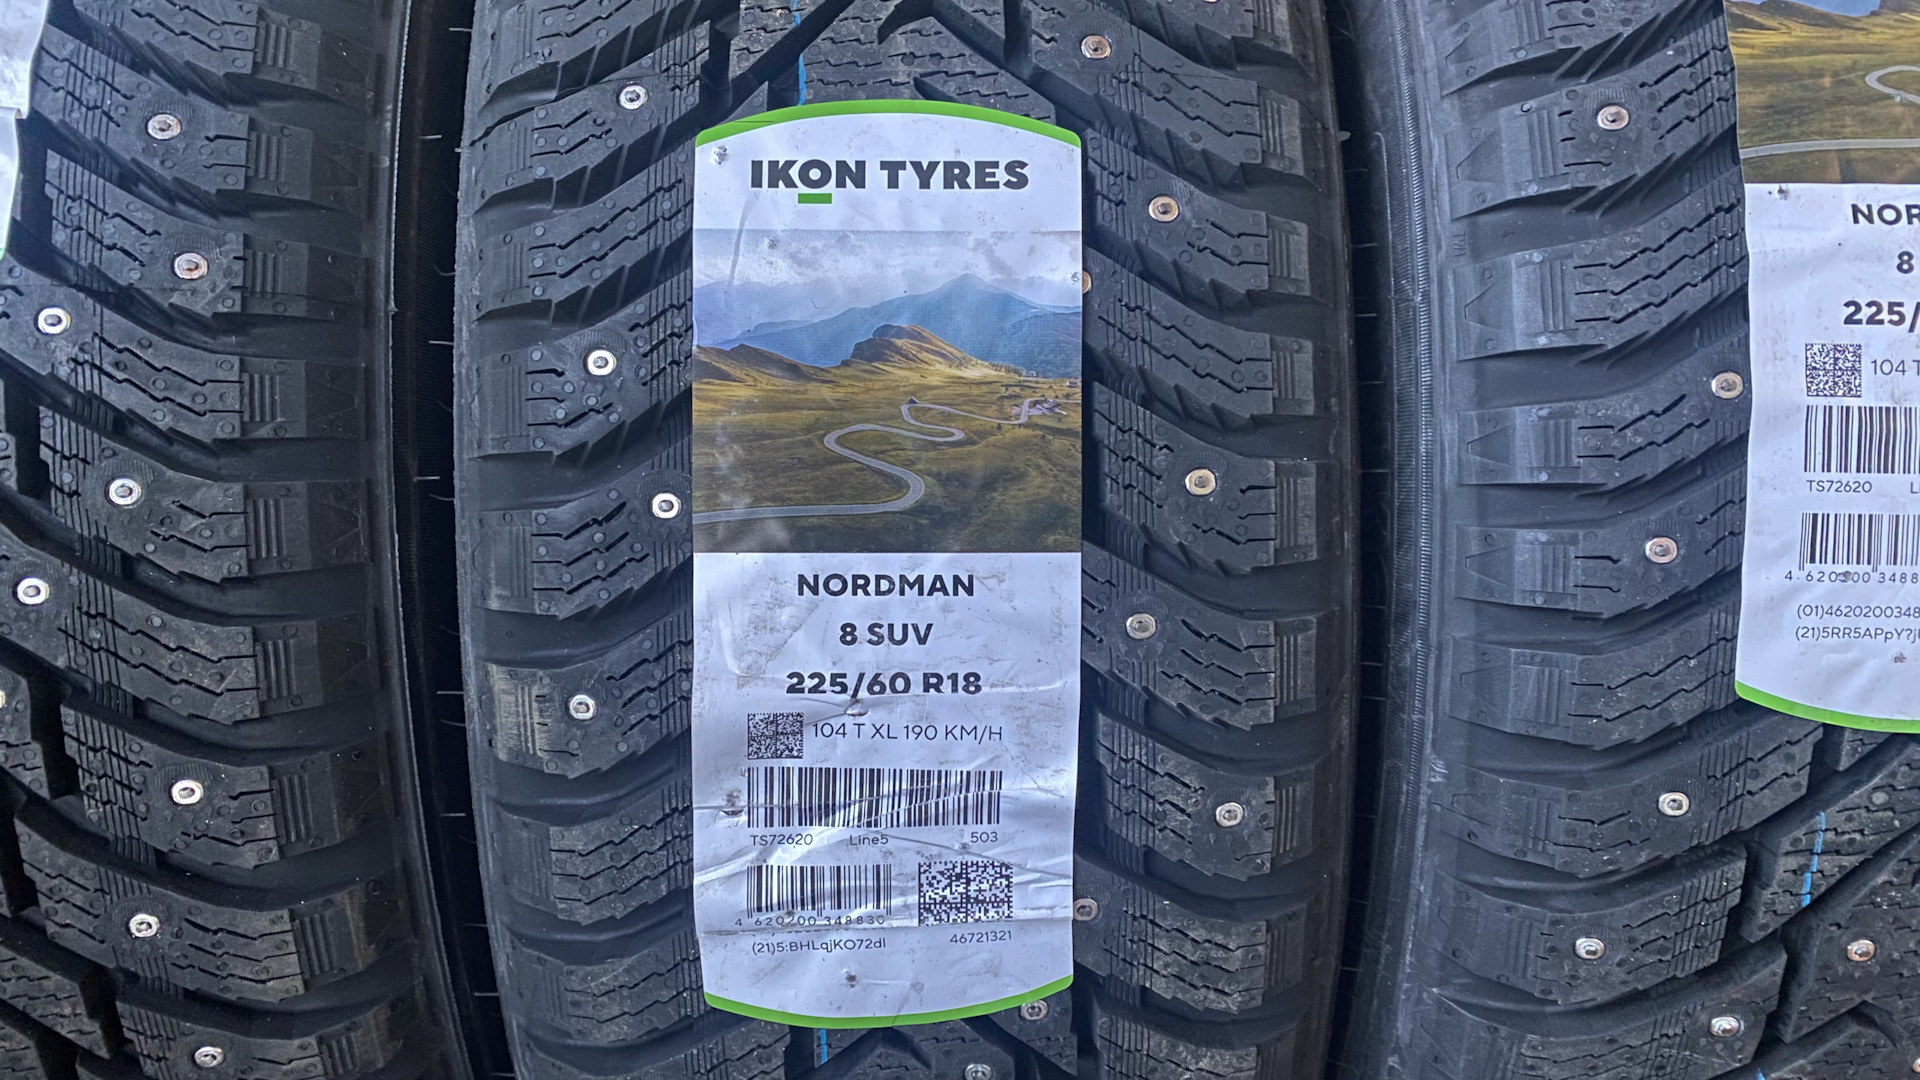 IKON TYRES
NORDMAN
8 SUV
225/60 R18
104 T XL 190 KM/H
TS72620 Line5 503
4 620200 348830
(21)5:BHLqjKO72dl
46721321
8
225/
104 T
TS72620
4 620200 3488
(01)4620200348
(21)5RR5APpY?j